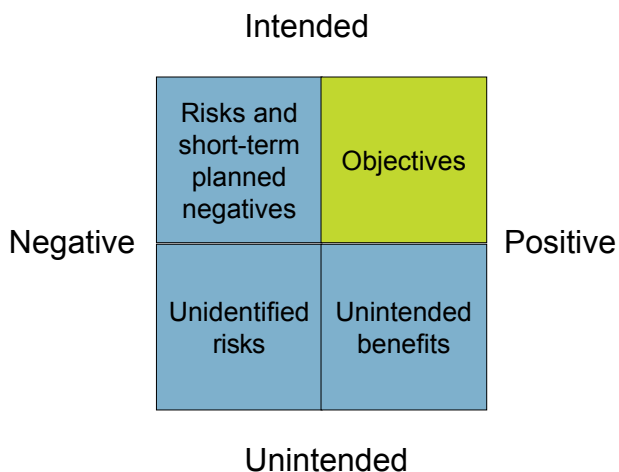 Intended
Risks and
short-term
planned
negatives
Objectives
Negative
Positive
Unidentified
risks
Unintended
benefits
Unintended